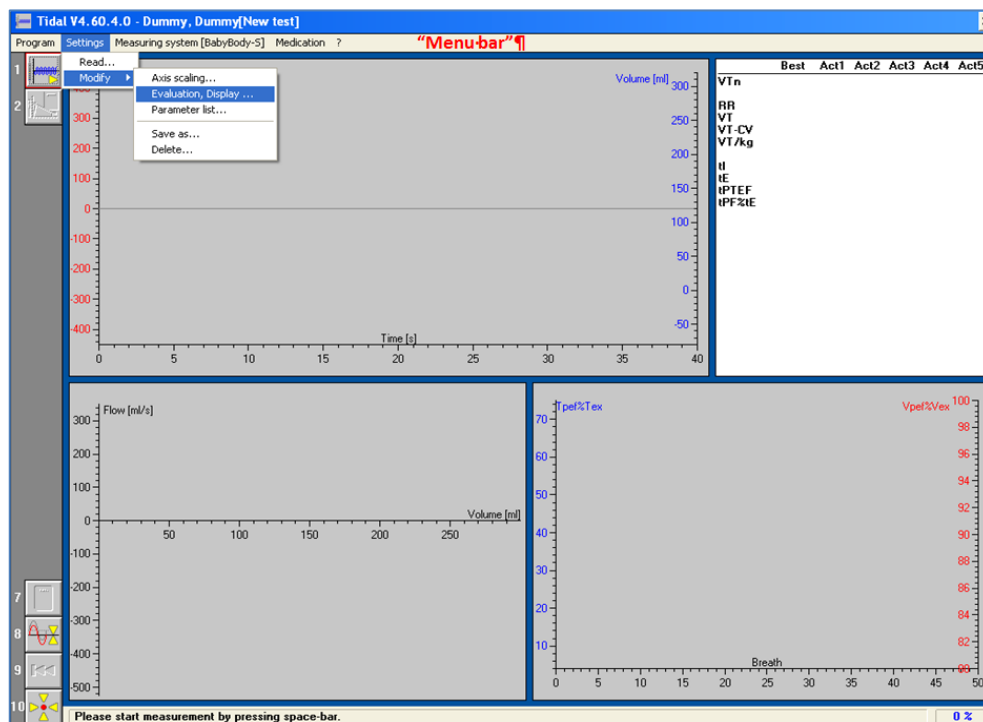 Tidal V4.60.4.0 - Dummy, Dummy[New test]
Program Settings Measuring system [BabyBody-S] Medication ? “Menu·bar”¶
Read...
Modify
Axis scaling...
Evaluation, Display ...
Parameter list...
Save as...
Delete...
1
2
7
8
9
10
400
300
200
100
0
-100
-200
-300
-400
Volume [ml]
300
250
200
150
100
50
0
-50
Time [s]
0 5 10 15 20 25 30 35 40
Best Act1 Act2 Act3 Act4 Act5
VTn
RR
VT
VT-CV
VT/kg
tI
tE
tPTEF
tPF%tE
Flow [ml/s]
300
200
100
0
-100
-200
-300
-400
-500
Volume [ml]
50 100 150 200 250
Tpef%Tex
70
60
50
40
30
20
10
Vpef%Vex
100
98
96
94
92
90
88
86
84
82
80
Breath
0 5 10 15 20 25 30 35 40 45 50
Please start measurement by pressing space-bar.
0 %